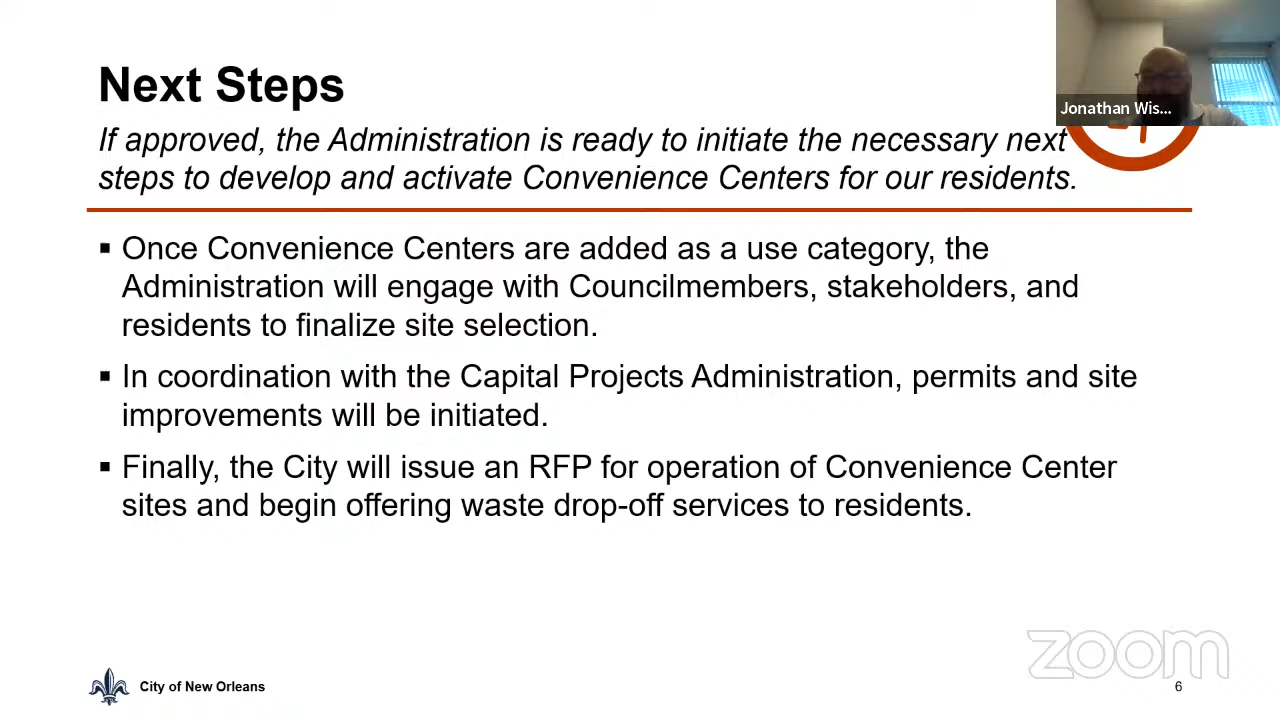 Next Steps
Jonathan Wis...
If approved, the Administration is ready to initiate the necessary next
steps to develop and activate Convenience Centers for our residents.
▪ Once Convenience Centers are added as a use category, the
Administration will engage with Councilmembers, stakeholders, and
residents to finalize site selection.
▪ In coordination with the Capital Projects Administration, permits and site
improvements will be initiated.
▪ Finally, the City will issue an RFP for operation of Convenience Center
sites and begin offering waste drop-off services to residents.
zoom
City of New Orleans
6